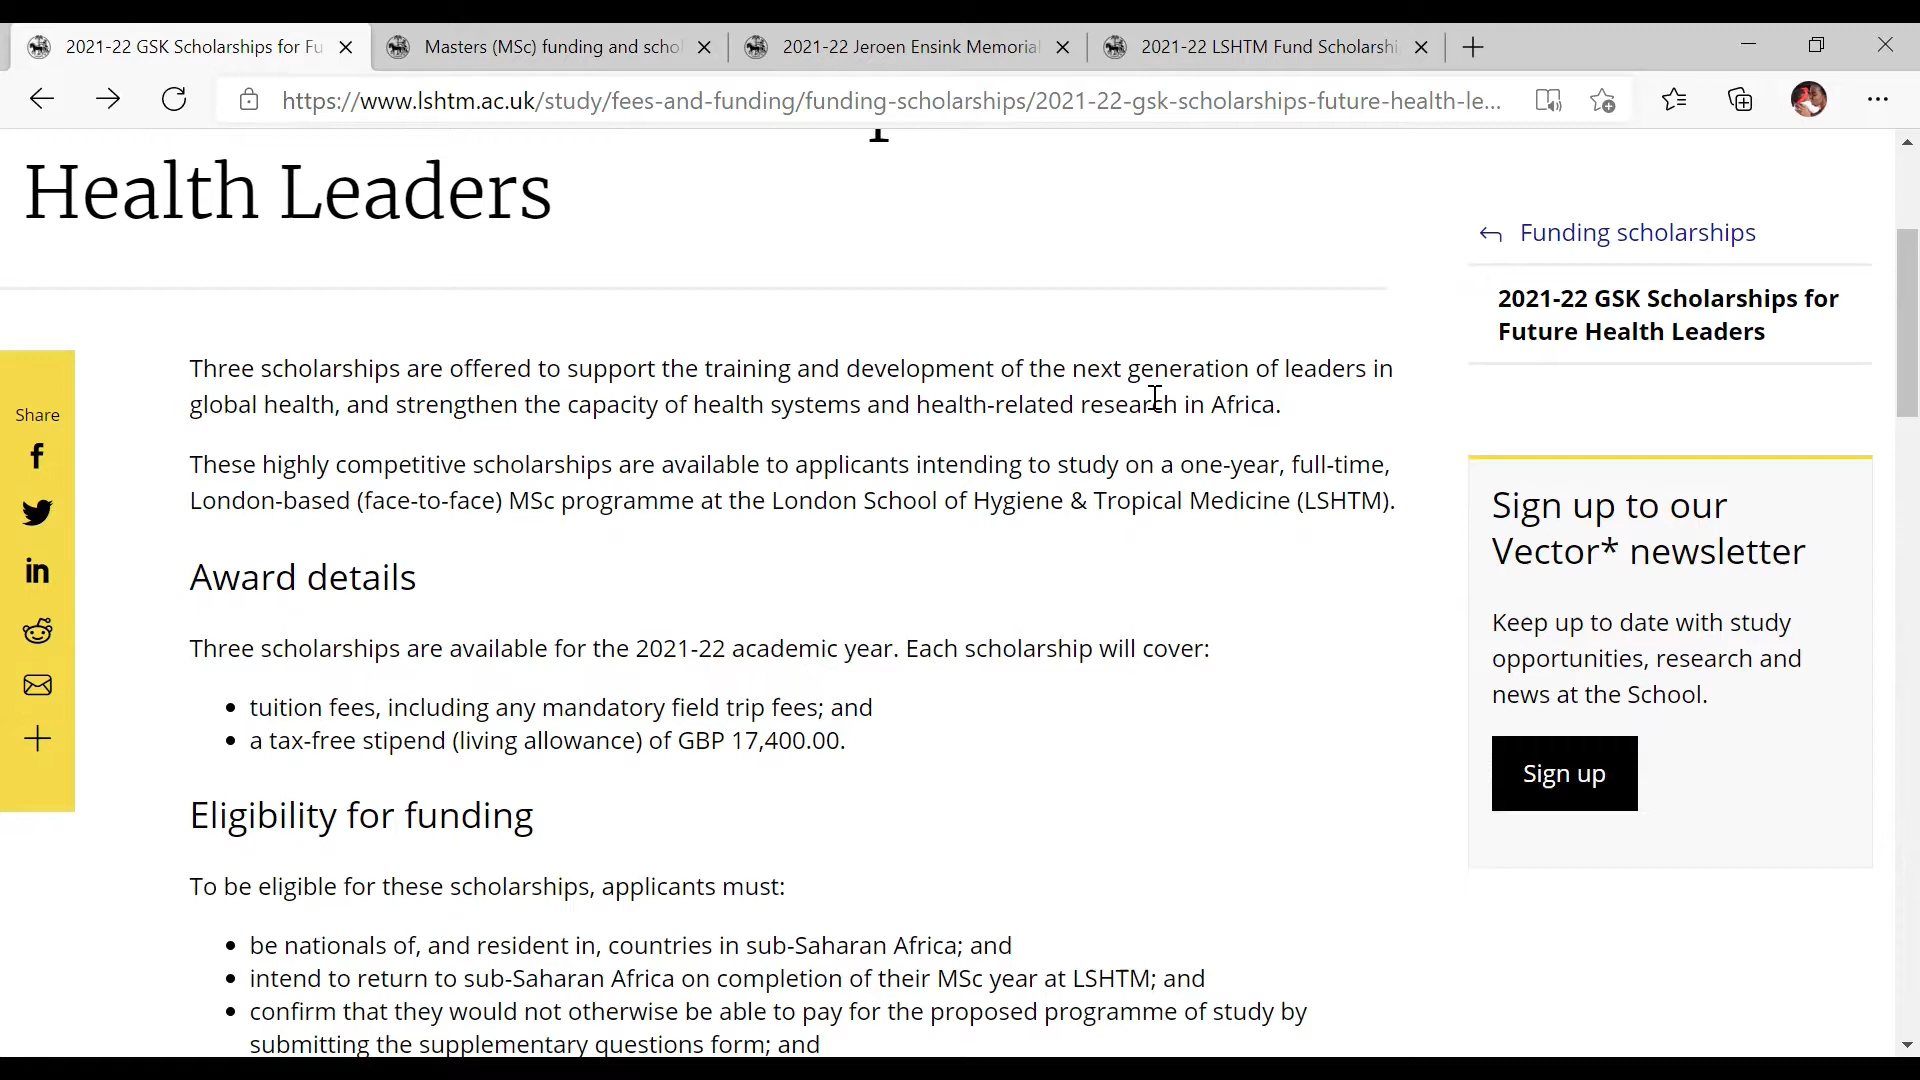 2021-22 GSK Scholarships for Fu
Masters (MSc) funding and schol
2021-22 Jeroen Ensink Memorial
2021-22 LSHTM Fund Scholarshi
https://www.lshtm.ac.uk/study/fees-and-funding/funding-scholarships/2021-22-gsk-scholarships-future-health-le...
Health Leaders
Funding scholarships
2021-22 GSK Scholarships for
Future Health Leaders
Share
Three scholarships are offered to support the training and development of the next generation of leaders in
global health, and strengthen the capacity of health systems and health-related research in Africa.
These highly competitive scholarships are available to applicants intending to study on a one-year, full-time,
London-based (face-to-face) MSc programme at the London School of Hygiene & Tropical Medicine (LSHTM).
Award details
Three scholarships are available for the 2021-22 academic year. Each scholarship will cover:
• tuition fees, including any mandatory field trip fees; and
• a tax-free stipend (living allowance) of GBP 17,400.00.
Eligibility for funding
To be eligible for these scholarships, applicants must:
• be nationals of, and resident in, countries in sub-Saharan Africa; and
• intend to return to sub-Saharan Africa on completion of their MSc year at LSHTM; and
• confirm that they would not otherwise be able to pay for the proposed programme of study by
submitting the supplementary questions form; and
Sign up to our
Vector* newsletter
Keep up to date with study
opportunities, research and
news at the School.
Sign up